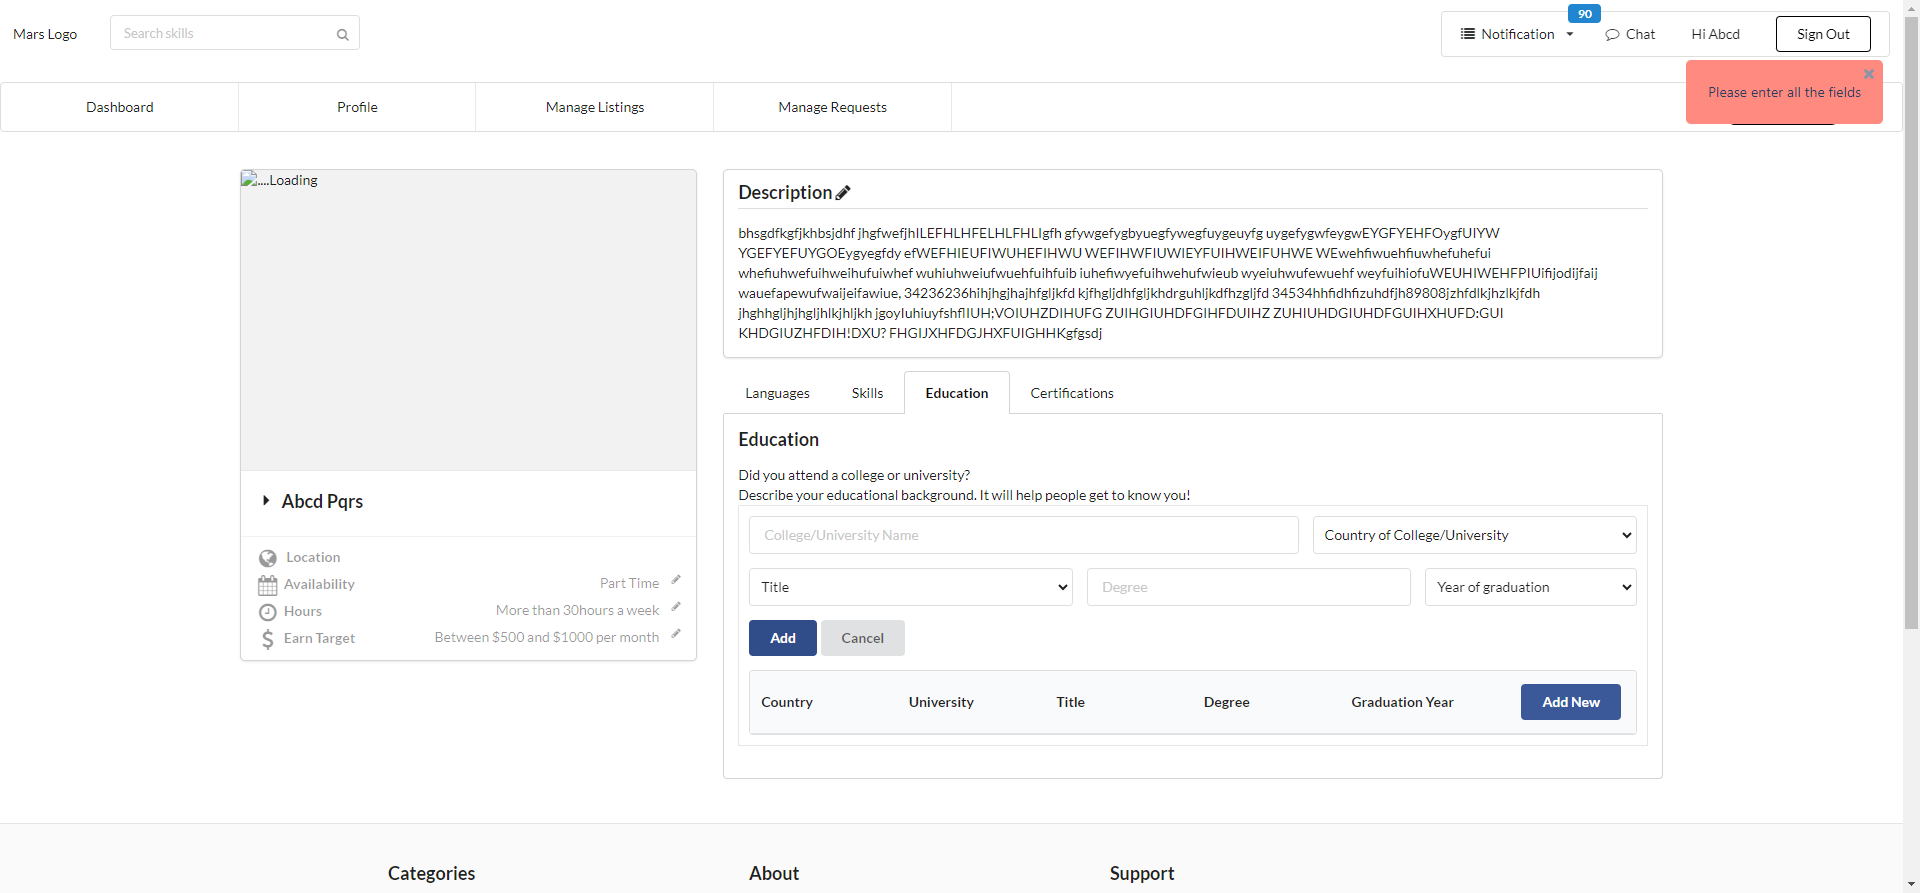 Mars Logo
Search skills
90
Notification
Chat
Hi Abcd
Sign Out
Please enter all the fields
Dashboard
Profile
Manage Listings
Manage Requests
....Loading
Abcd Pqrs
Location
Availability
Part Time
Hours
More than 30hours a week
Earn Target
Between $500 and $1000 per month
Description
bhsgdfkgfjkhbsjdhf jhgfwefjhILEFHLHFELHLFHLIgfh gfywgefygbyuegfywegfuygeuyfg uygefygwfeygwEYGFYEHFOygfUIYW
YGEFYEFUYGOEygyegfdy efWEFHIEUFIWUHEFIHWU WEFIHWFIUWIEYFUIHWEIFUHWE WEwehfiwuehfiuwhefuhefui
whefiuhwefuihweihufuiwhef wuhiuhweiufwuehfuihfuib iuhefiwyefuihwehufwieub wyeiuhwufewuehf weyfuihiofuWEUHIWEHFPIUifijodijfaij
wauefapewufwaijeifawiue, 34236236hihjhgjhajhfgljkfd kjfhgljdhfgljkhdrguhljkdfhzgljfd 34534hhfidhfizuhdfjh89808jzhfdlkjhzlkjfdh
jhghhgljhjhgljhlkjhljkh jgoyIuhiuyfshflIUH;VOIUHZDIHUFG ZUIHGIUHDFGIHFDUIHZ ZUHIUHDGIUHDFGUIHXHUFD:GUI
KHDGIUZHFDIH!DXU? FHGIJXHFDGJHXFUIGHHKgfgsdj
Languages
Skills
Education
Certifications
Education
Did you attend a college or university?
Describe your educational background. It will help people get to know you!
College/University Name
Country of College/University
Title
Degree
Year of graduation
Add
Cancel
Country
University
Title
Degree
Graduation Year
Add New
Categories
About
Support